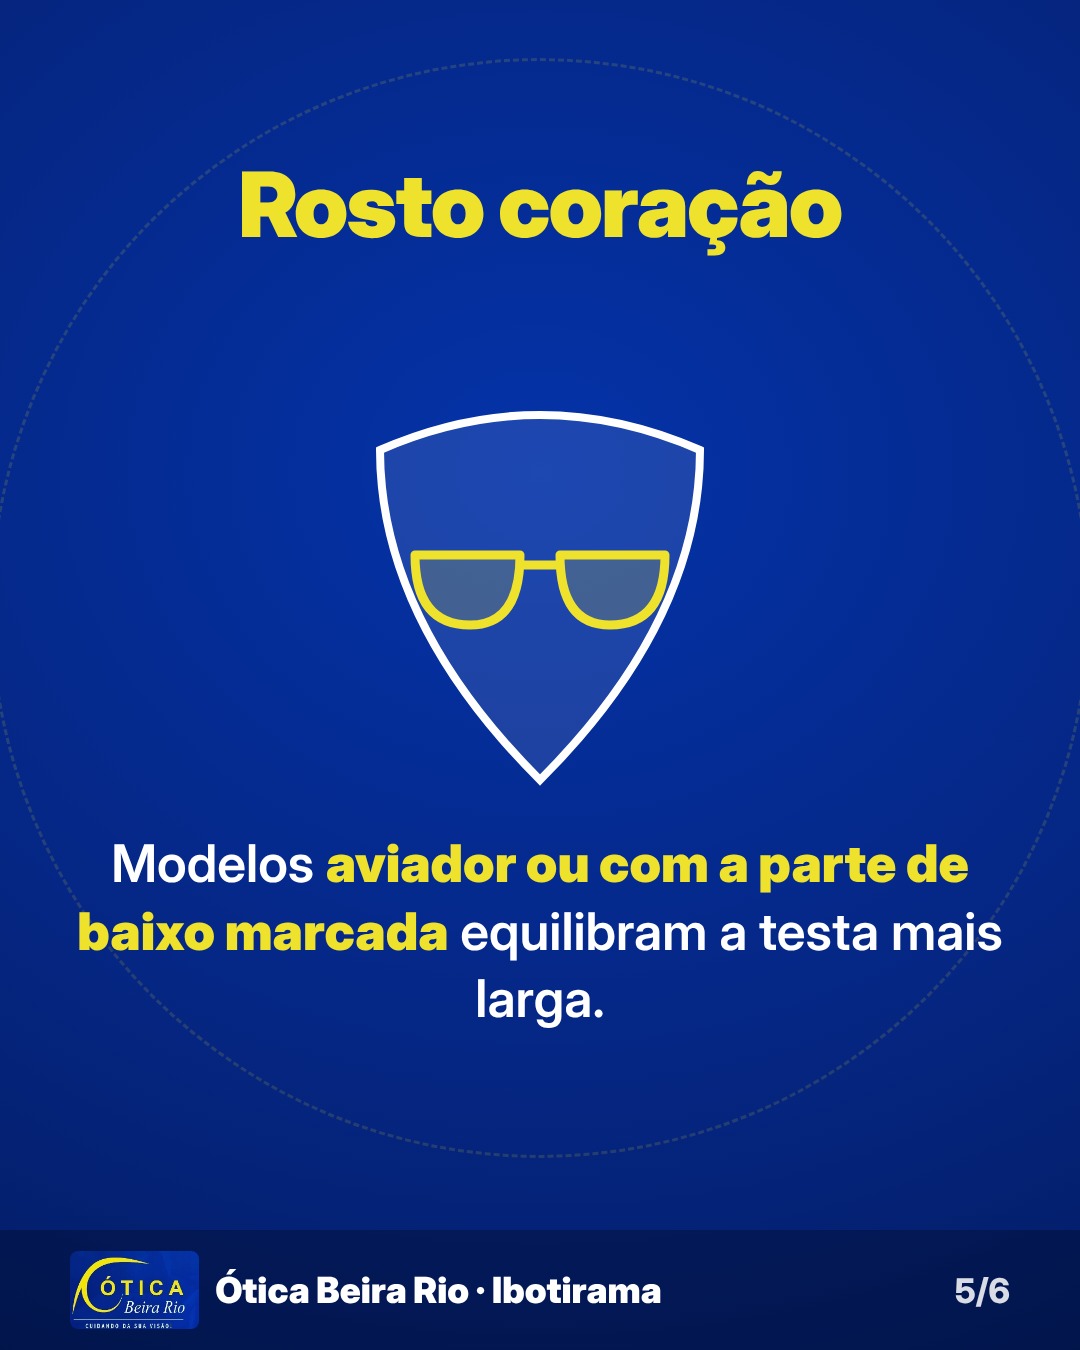 Rosto coração
Modelos aviador ou com a parte de
baixo marcada equilibram a testa mais
larga.
ÓTICA
Beira Rio
CUIDANDO DA SUA VISÃO.
Ótica Beira Rio · Ibotirama
5/6